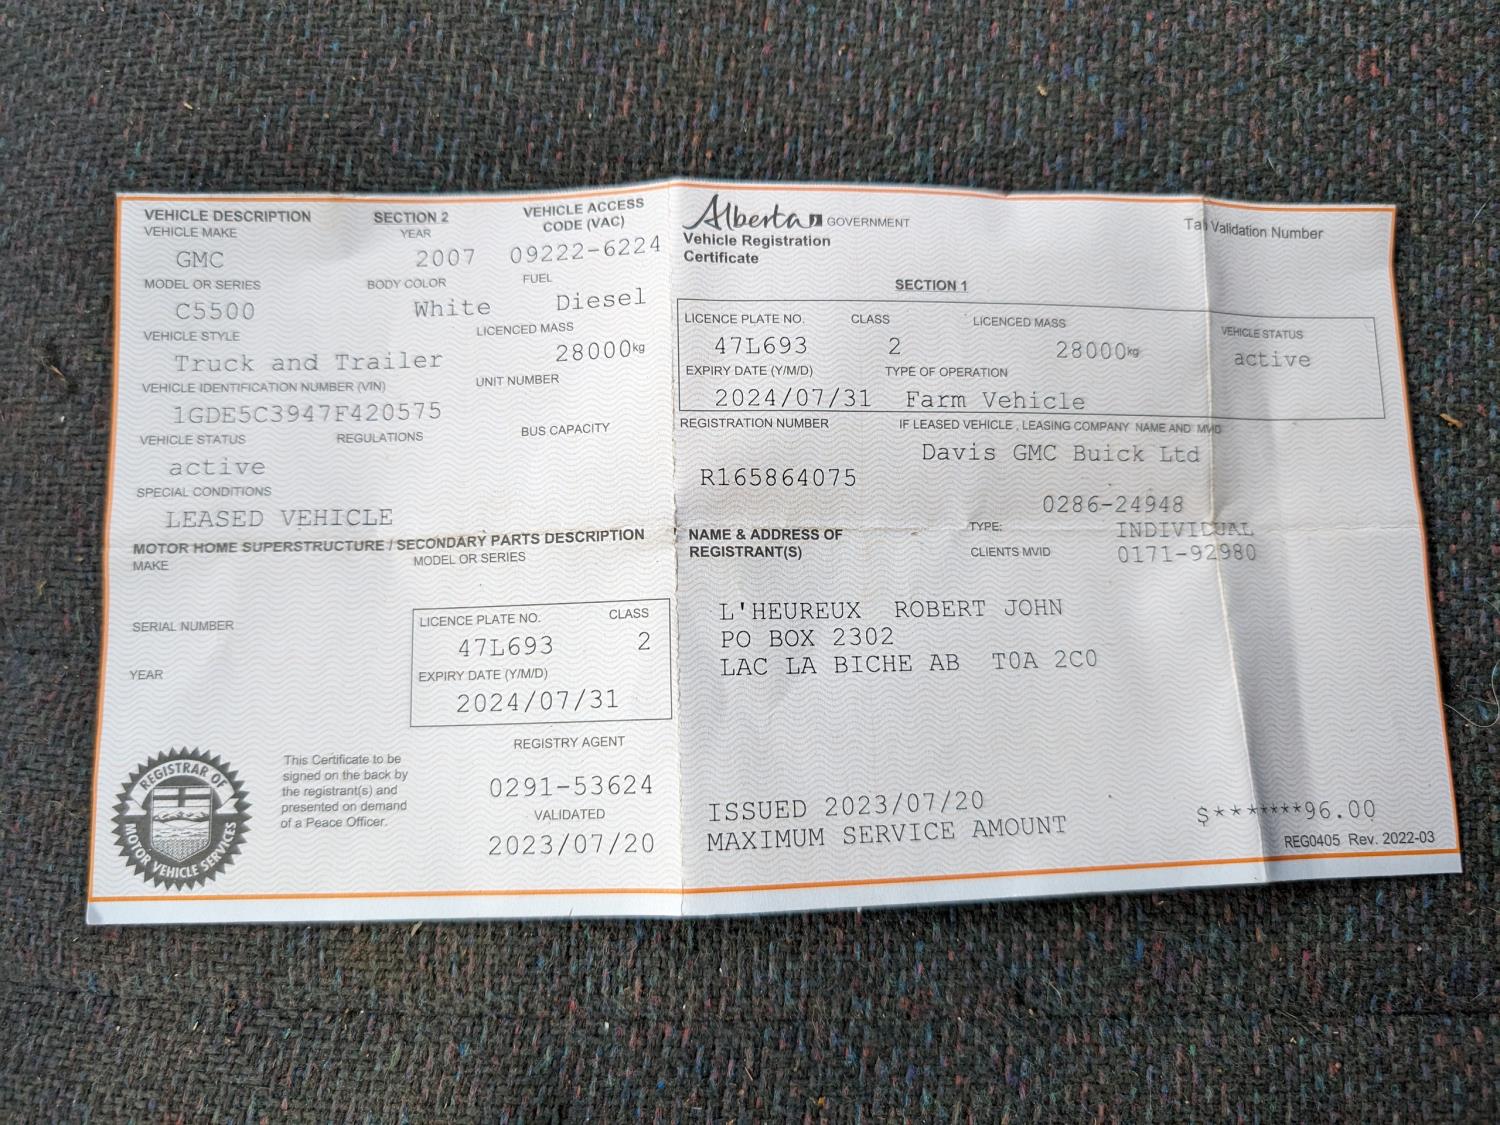 VEHICLE DESCRIPTION SECTION 2 VEHICLE ACCESS
CODE (VAC)
VEHICLE MAKE YEAR
GMC 2007 09222-6224
MODEL OR SERIES BODY COLOR FUEL
C5500 White Diesel
VEHICLE STYLE LICENCED MASS
Truck and Trailer 28000kg
VEHICLE IDENTIFICATION NUMBER (VIN) UNIT NUMBER
1GDE5C3947F420575
VEHICLE STATUS REGULATIONS BUS CAPACITY
active
SPECIAL CONDITIONS
LEASED VEHICLE
MOTOR HOME SUPERSTRUCTURE / SECONDARY PARTS DESCRIPTION
MAKE MODEL OR SERIES
SERIAL NUMBER
YEAR
LICENCE PLATE NO. CLASS
47L693 2
EXPIRY DATE (Y/M/D)
2024/07/31
REGISTRY AGENT
0291-53624
VALIDATED
2023/07/20
REGISTRAR OF
MOTOR VEHICLE SERVICES
This Certificate to be
signed on the back by
the registrant(s) and
presented on demand
of a Peace Officer.
Alberta GOVERNMENT
Vehicle Registration
Certificate
Tab Validation Number
SECTION 1
LICENCE PLATE NO. CLASS LICENCED MASS VEHICLE STATUS
47L693 2 28000kg active
EXPIRY DATE (Y/M/D) TYPE OF OPERATION
2024/07/31 Farm Vehicle
REGISTRATION NUMBER IF LEASED VEHICLE , LEASING COMPANY NAME AND MVID
Davis GMC Buick Ltd
R165864075
0286-24948
NAME & ADDRESS OF
REGISTRANT(S)
TYPE: INDIVIDUAL
CLIENTS MVID 0171-92980
L'HEUREUX ROBERT JOHN
PO BOX 2302
LAC LA BICHE AB T0A 2C0
ISSUED 2023/07/20
MAXIMUM SERVICE AMOUNT $*******96.00
REG0405 Rev. 2022-03